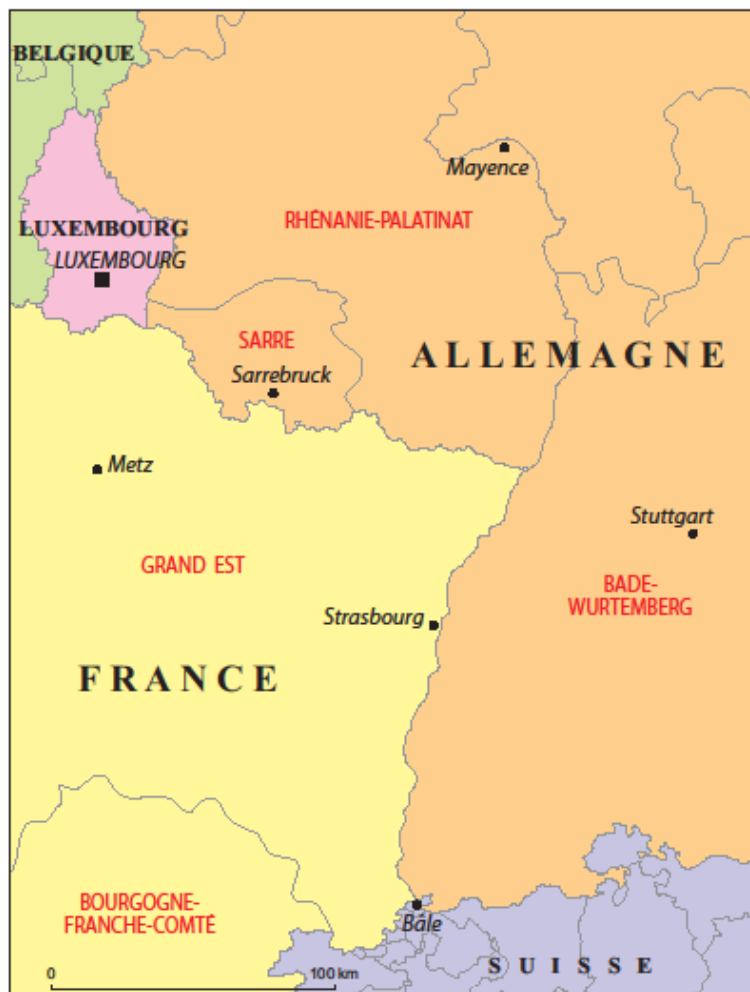 BELGIQUE
Mayence
LUXEMBOURG
RHÉNANIE-PALATINAT
LUXEMBOURG
SARRE
ALLEMAGNE
Sarrebruck
Metz
Stuttgart
GRAND EST
BADE-
WURTEMBERG
Strasbourg
FRANCE
BOURGOGNE-
FRANCHE-COMTÉ
Bâle
SUISSE
0
100 km